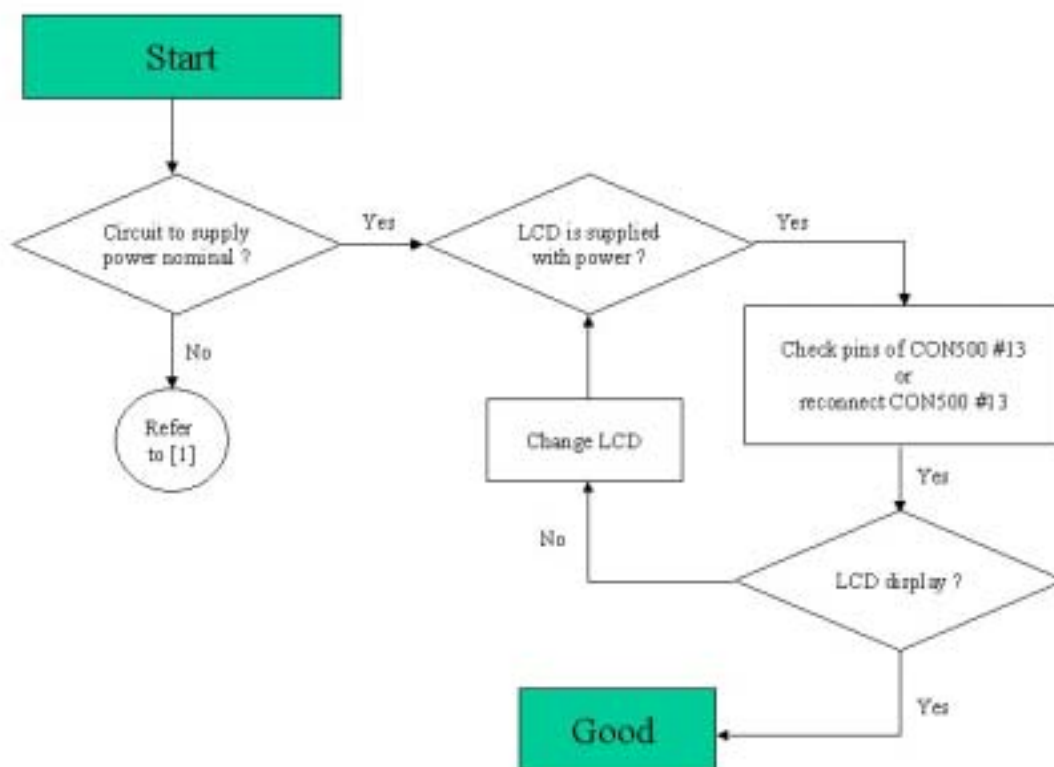 Start
Circuit to supply
power nominal ?
Yes
LCD is supplied
with power ?
Yes
No
Refer
to [1]
Check pins of CON500 #13
or
reconnect CON500 #13
Change LCD
Yes
No
LCD display ?
Yes
Good